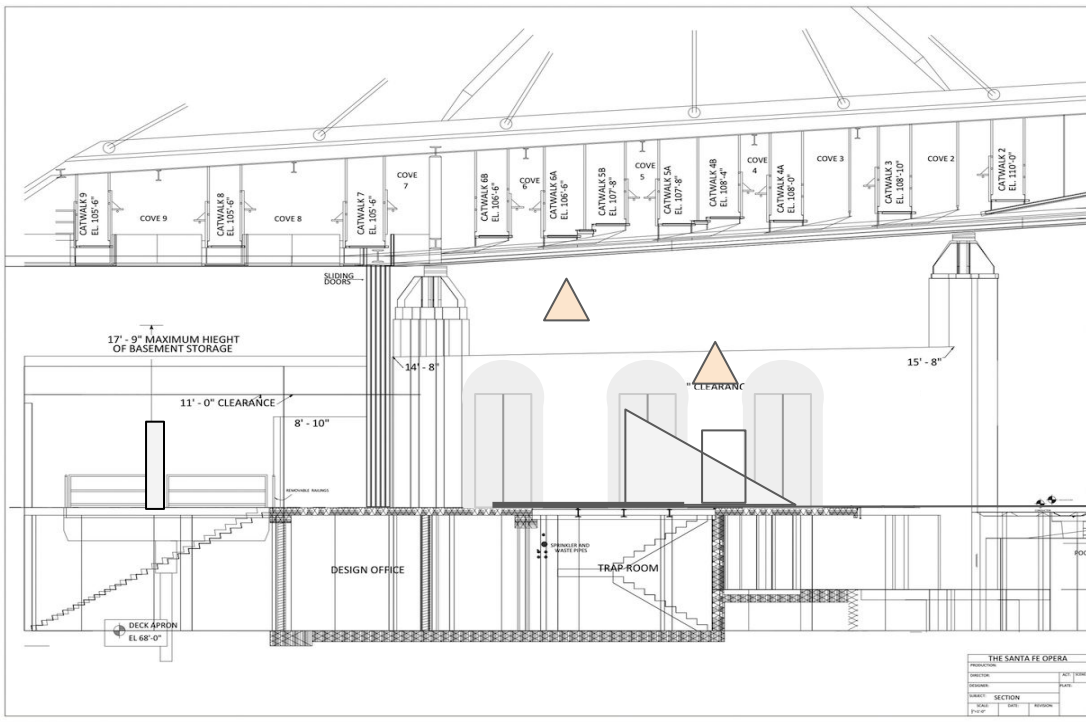 CATWALK 9
EL 105'-6"
COVE 9
CATWALK 8
EL 105'-6"
COVE 8
CATWALK 7
EL 105'-6"
COVE
7
CATWALK 6B
EL 106'-6"
COVE
6
CATWALK 6A
EL 106'-6"
CATWALK 5B
EL 107'-8"
COVE
5
CATWALK 5A
EL 107'-8"
CATWALK 4B
EL 108'-4"
COVE
4
CATWALK 4A
EL 108'-0"
COVE 3
CATWALK 3
EL 108'-10"
COVE 2
CATWALK 2
EL 110'-0"
SLIDING
DOORS
17' - 9" MAXIMUM HIEGHT
OF BASEMENT STORAGE
14' - 8"
15' - 8"
" CLEARANC
11' - 0" CLEARANCE
8' - 10"
REMOVABLE RAILINGS
SPRINKLER AND
WASTE PIPES
DESIGN OFFICE
TRAP ROOM
POO
DECK APRON
EL 68'-0"
THE SANTA FE OPERA
PRODUCTION:
DIRECTOR:
ACT:
DESIGNER:
PLATE:
SUBJECT: SECTION
SCALE:
DATE:
REVISION: